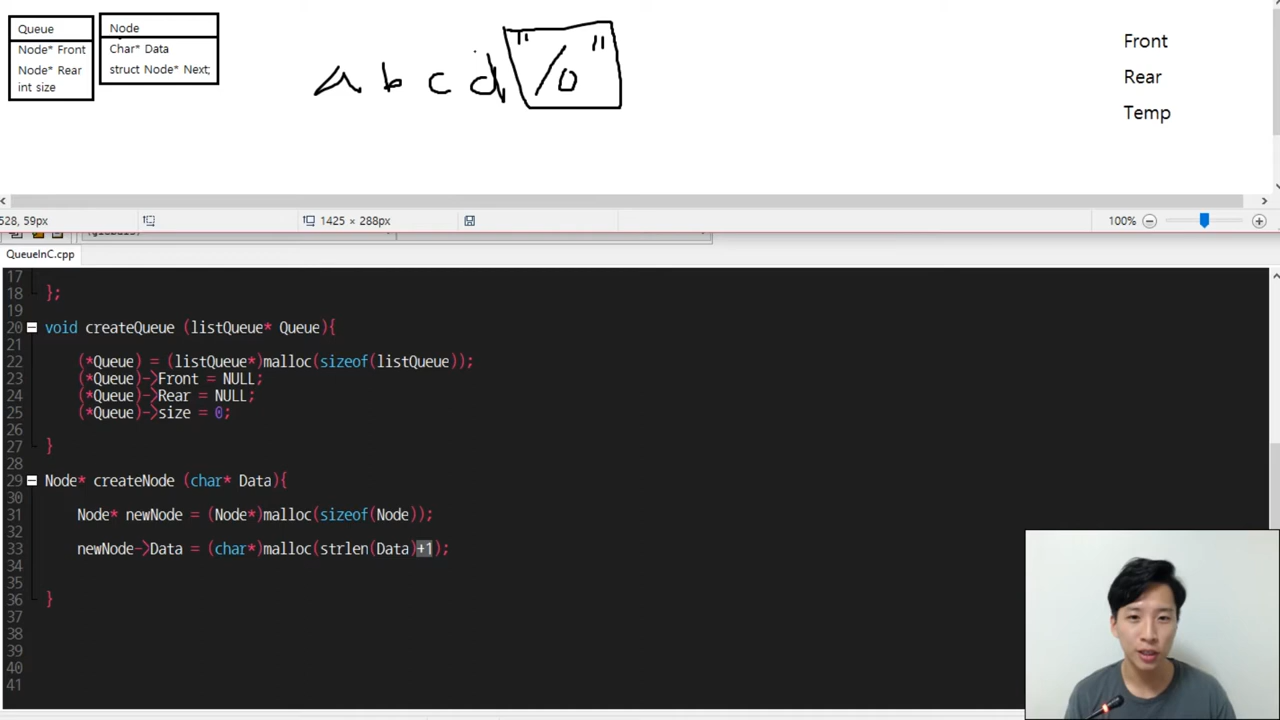 Queue
Node* Front
Node* Rear
int size
Node
Char* Data
struct Node* Next;
a b c d "/0"
Front
Rear
Temp
528, 59px
1425 × 288px
100%
QueueInC.cpp
17
18 };
19
20 void createQueue (listQueue* Queue){
21
22 (*Queue) = (listQueue*)malloc(sizeof(listQueue));
23 (*Queue)->Front = NULL;
24 (*Queue)->Rear = NULL;
25 (*Queue)->size = 0;
26
27 }
28
29 Node* createNode (char* Data){
30
31 Node* newNode = (Node*)malloc(sizeof(Node));
32
33 newNode->Data = (char*)malloc(strlen(Data)+1);
34
35
36 }
37
38
39
40
41